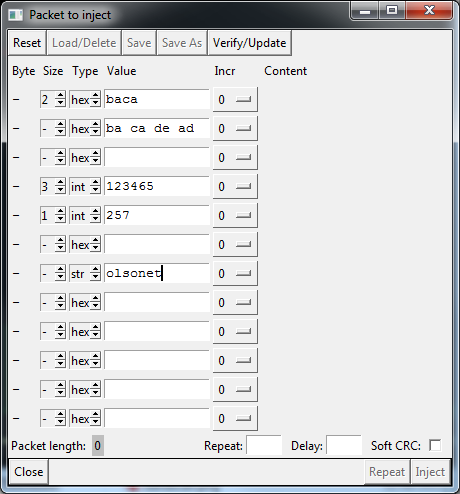 Packet to inject
Reset Load/Delete Save Save As Verify/Update
Byte Size Type Value Incr Content
– 2 hex baca 0
– - hex ba ca de ad 0
– - hex 0
– 3 int 123465 0
– 1 int 257 0
– - hex 0
– - str olsonet 0
– - hex 0
– - hex 0
– - hex 0
– - hex 0
– - hex 0
Packet length: 0 Repeat: Delay: Soft CRC:
Close Repeat Inject